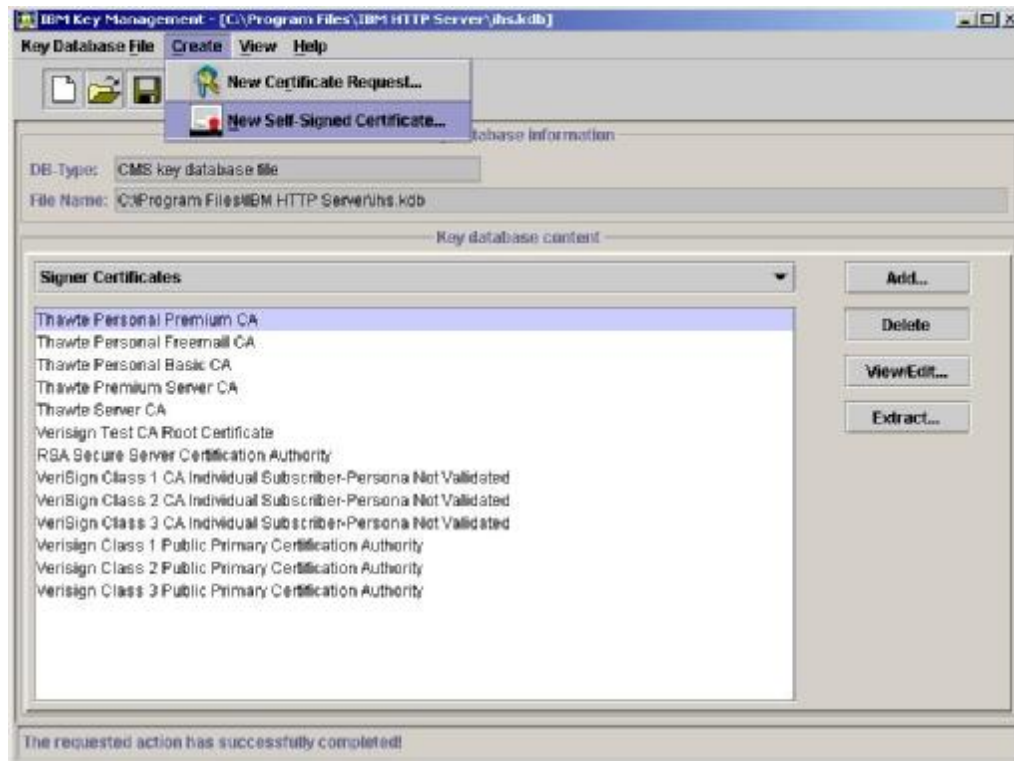 IBM Key Management - [C:\Program Files\IBM HTTP Server\ihs.kdb]
Key Database File Create View Help
New Certificate Request...
New Self-Signed Certificate...
tabase information
DB-Type: CMS key database file
File Name: C:\Program Files\IBM HTTP Server\ihs.kdb
Key database content
Signer Certificates
Add...
Thawte Personal Premium CA
Delete
Thawte Personal Freemail CA
Thawte Personal Basic CA
View/Edit...
Thawte Premium Server CA
Thawte Server CA
Extract...
Verisign Test CA Root Certificate
RSA Secure Server Certification Authority
VeriSign Class 1 CA Individual Subscriber-Persona Not Validated
VeriSign Class 2 CA Individual Subscriber-Persona Not Validated
VeriSign Class 3 CA Individual Subscriber-Persona Not Validated
Verisign Class 1 Public Primary Certification Authority
Verisign Class 2 Public Primary Certification Authority
Verisign Class 3 Public Primary Certification Authority
The requested action has successfully completed!